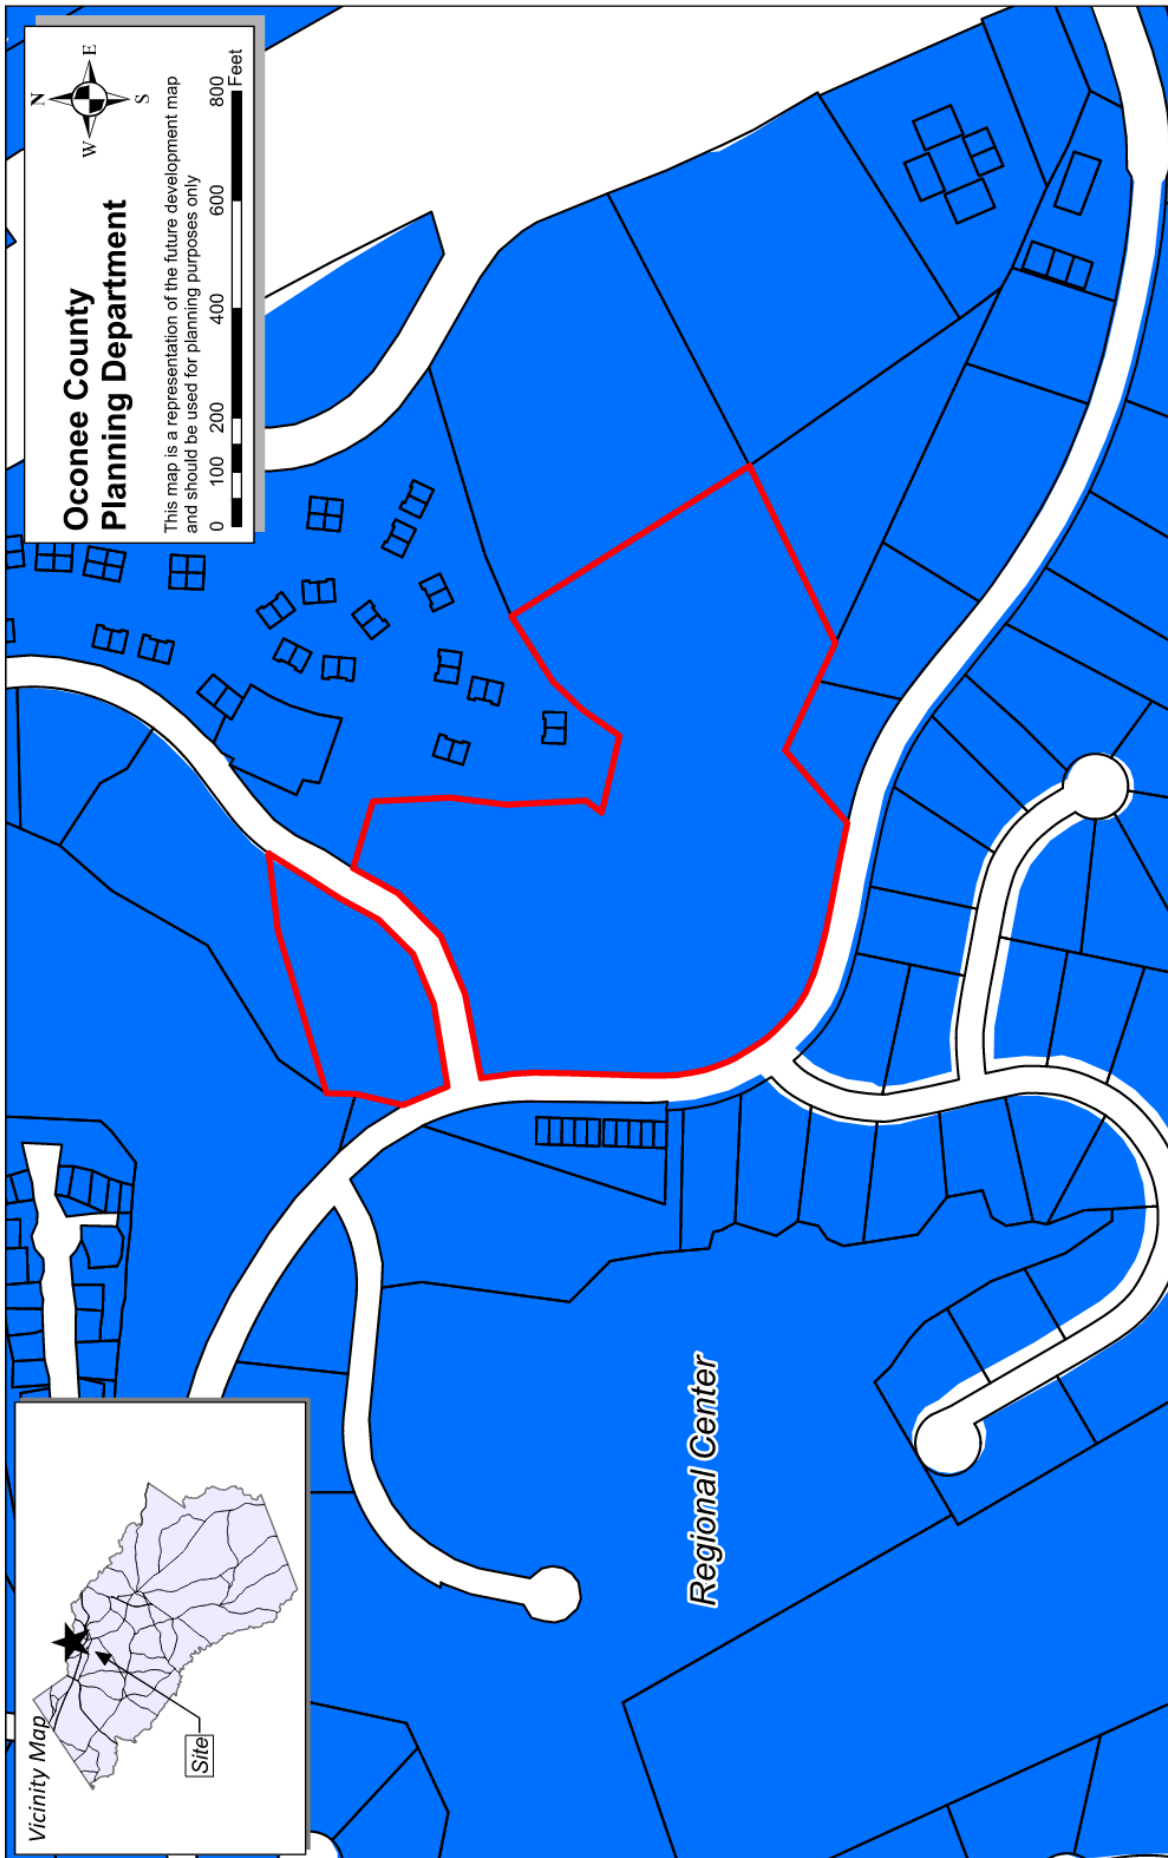 Oconee County
Planning Department
This map is a representation of the future development map
and should be used for planning purposes only
0 100 200 400 600 800
Feet
N
W E
S
Vicinity Map
Site
Regional Center